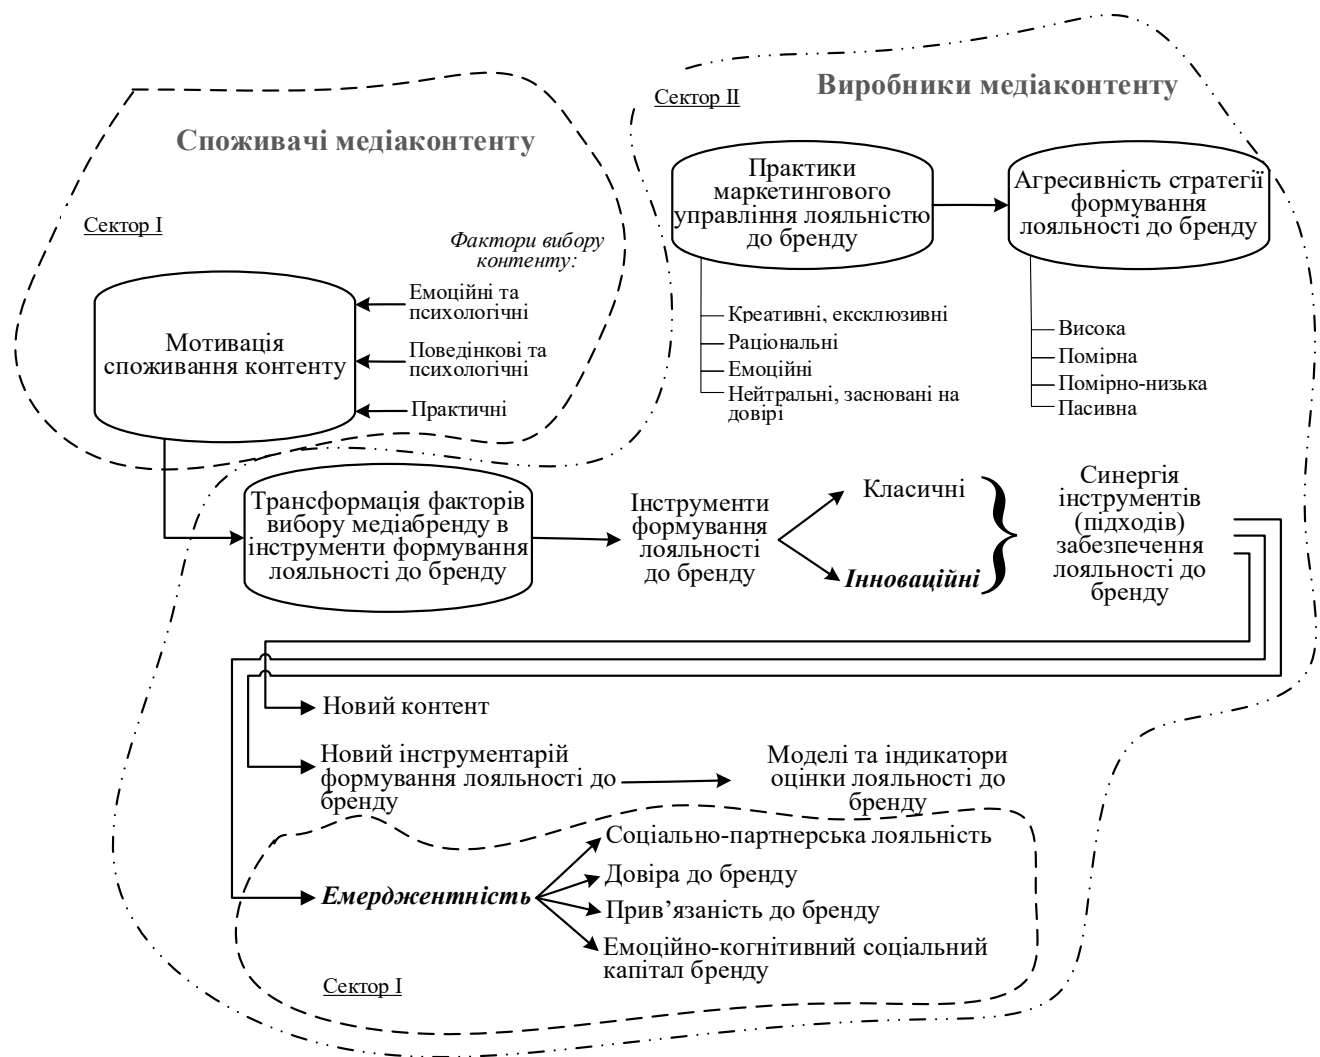 Споживачі медіаконтенту
Сектор І
Фактори вибору
контенту:
Емоційні та
психологічні
Поведінкові та
психологічні
Практичні
Мотивація
споживання контенту
Виробники медіаконтенту
Сектор ІІ
Практики
маркетингового
управління лояльністю
до бренду
Агресивність стратегії
формування
лояльності до бренду
Креативні, ексклюзивні
Раціональні
Емоційні
Нейтральні, засновані на
довірі
Висока
Помірна
Помірно-низька
Пасивна
Трансформація факторів
вибору медіабренду в
інструменти формування
лояльності до бренду
Інструменти
формування
лояльності
до бренду
Класичні
Інноваційні
Синергія
інструментів
(підходів)
забезпечення
лояльності до
бренду
Новий контент
Новий інструментарій
формування лояльності до
бренду
Моделі та індикатори
оцінки лояльності до
бренду
Емерджентність
Соціально-партнерська лояльність
Довіра до бренду
Прив’язаність до бренду
Емоційно-когнітивний соціальний
капітал бренду
Сектор І